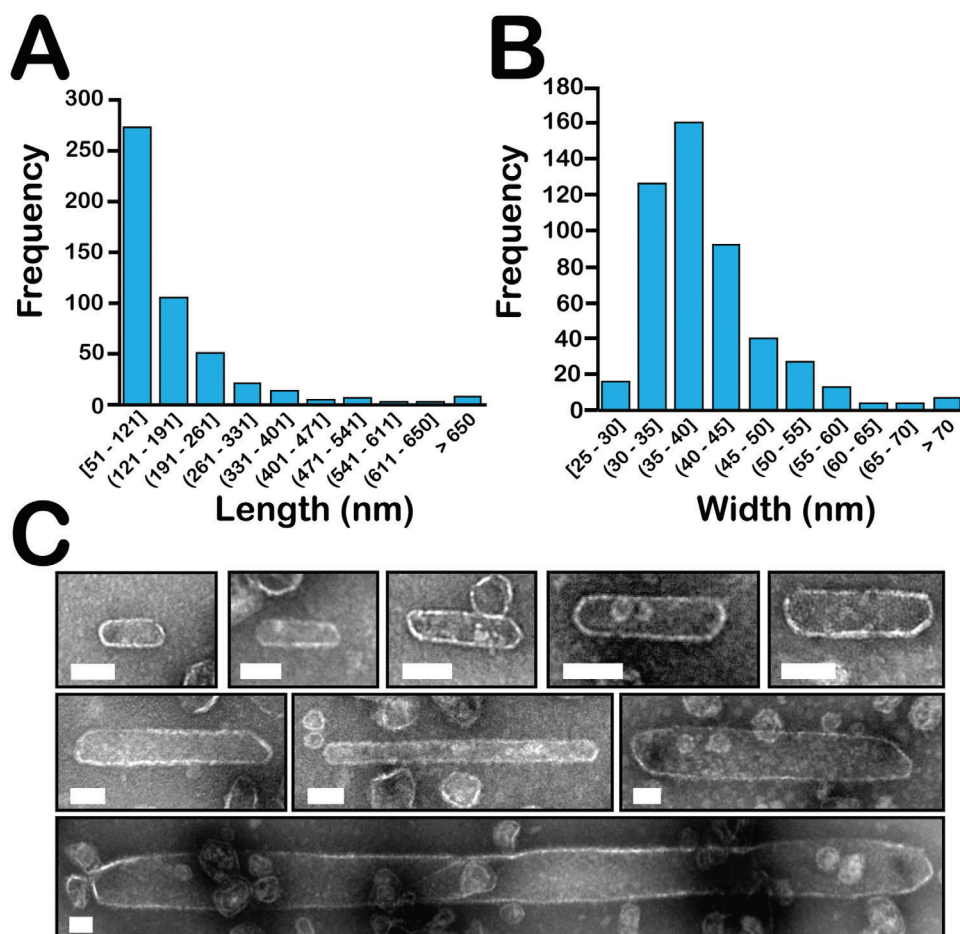 A
Frequency
300
250
200
150
100
50
0
[51 - 121]
(121 - 191]
(191 - 261]
(261 - 331]
(331 - 401]
(401 - 471]
(471 - 541]
(541 - 611]
(611 - 650]
> 650
Length (nm)
B
Frequency
180
160
140
120
100
80
60
40
20
0
[25 - 30]
(30 - 35]
(35 - 40]
(40 - 45]
(45 - 50]
(50 - 55]
(55 - 60]
(60 - 65]
(65 - 70]
> 70
Width (nm)
C